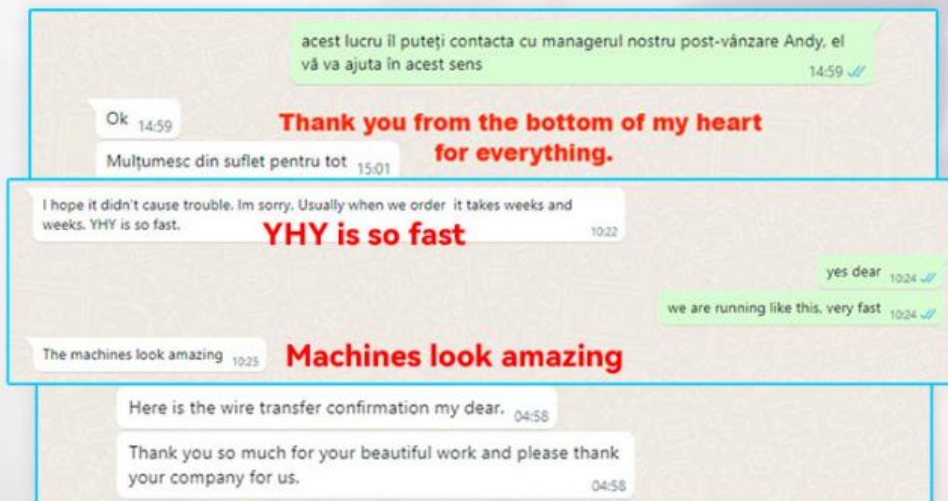 acest lucru îl puteți contacta cu managerul nostru post-vânzare Andy, el
vă va ajuta în acest sens
14:59
Ok 14:59
Thank you from the bottom of my heart
for everything.
Mulțumesc din suflet pentru tot 15:01
I hope it didn't cause trouble. Im sorry. Usually when we order it takes weeks and
weeks. YHY is so fast.
10:22
YHY is so fast
yes dear 10:24
we are running like this, very fast 10:24
The machines look amazing 10:25
Machines look amazing
Here is the wire transfer confirmation my dear. 04:58
Thank you so much for your beautiful work and please thank
your company for us.
04:58